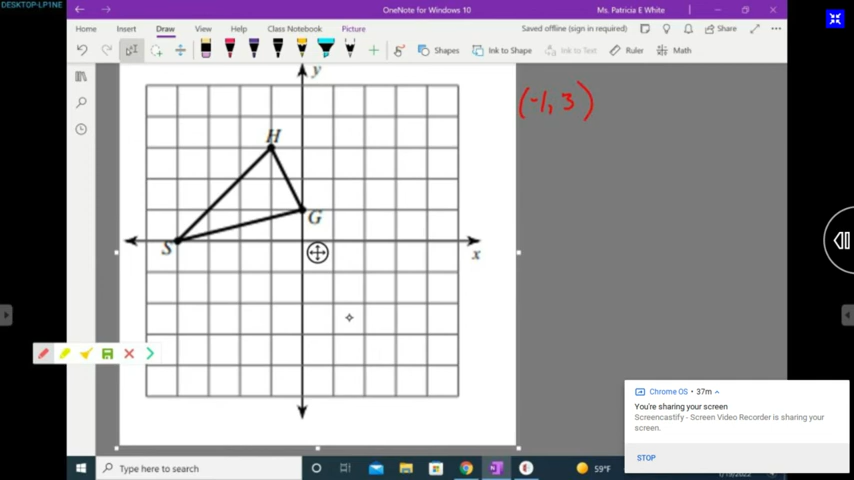 DESKTOP-LP1NE
OneNote for Windows 10
Ms. Patricia E White
Home Insert Draw View Help Class Notebook Picture
Saved offline (sign in required)
Share
Shapes
Ink to Shape
Ink to Text
Ruler
Math
y
(-1, 3)
H
G
S
x
Chrome OS • 37m
You're sharing your screen
Screencastify - Screen Video Recorder is sharing your
screen.
STOP
Type here to search
59°F